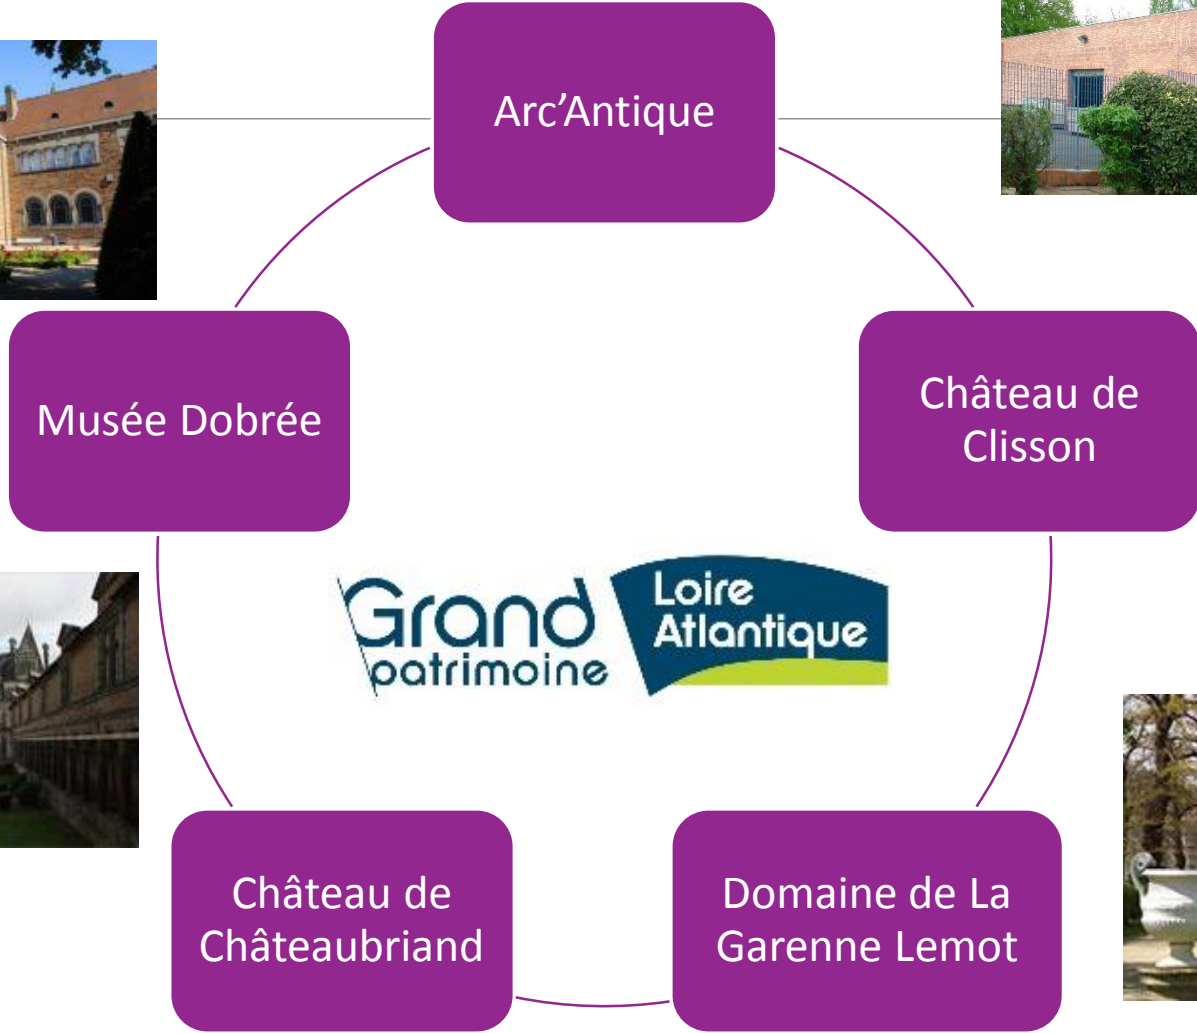 Arc’Antique
Musée Dobrée
Château de
Clisson
Grand
patrimoine
Loire
Atlantique
Château de
Châteaubriand
Domaine de La
Garenne Lemot